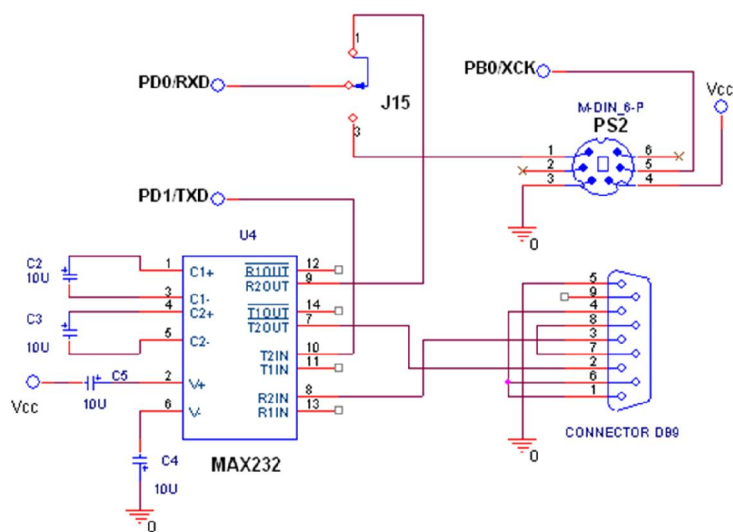 1
PD0/RXD
J15
3
PB0/XCK
Vcc
M-DIN_6-P
PS2
1 6
2 5
3 4
0
PD1/TXD
U4
C2
10U
C3
10U
C5
10U
Vcc
C4
10U
0
1 C1+
3 C1-
4 C2+
5 C2-
2 V+
6 V-
R1OUT 12
R2OUT 9
T1OUT 14
T2OUT 7
T2IN 10
T1IN 11
R2IN 8
R1IN 13
MAX232
5
9
4
8
3
7
2
6
1
CONNECTOR DB9
0